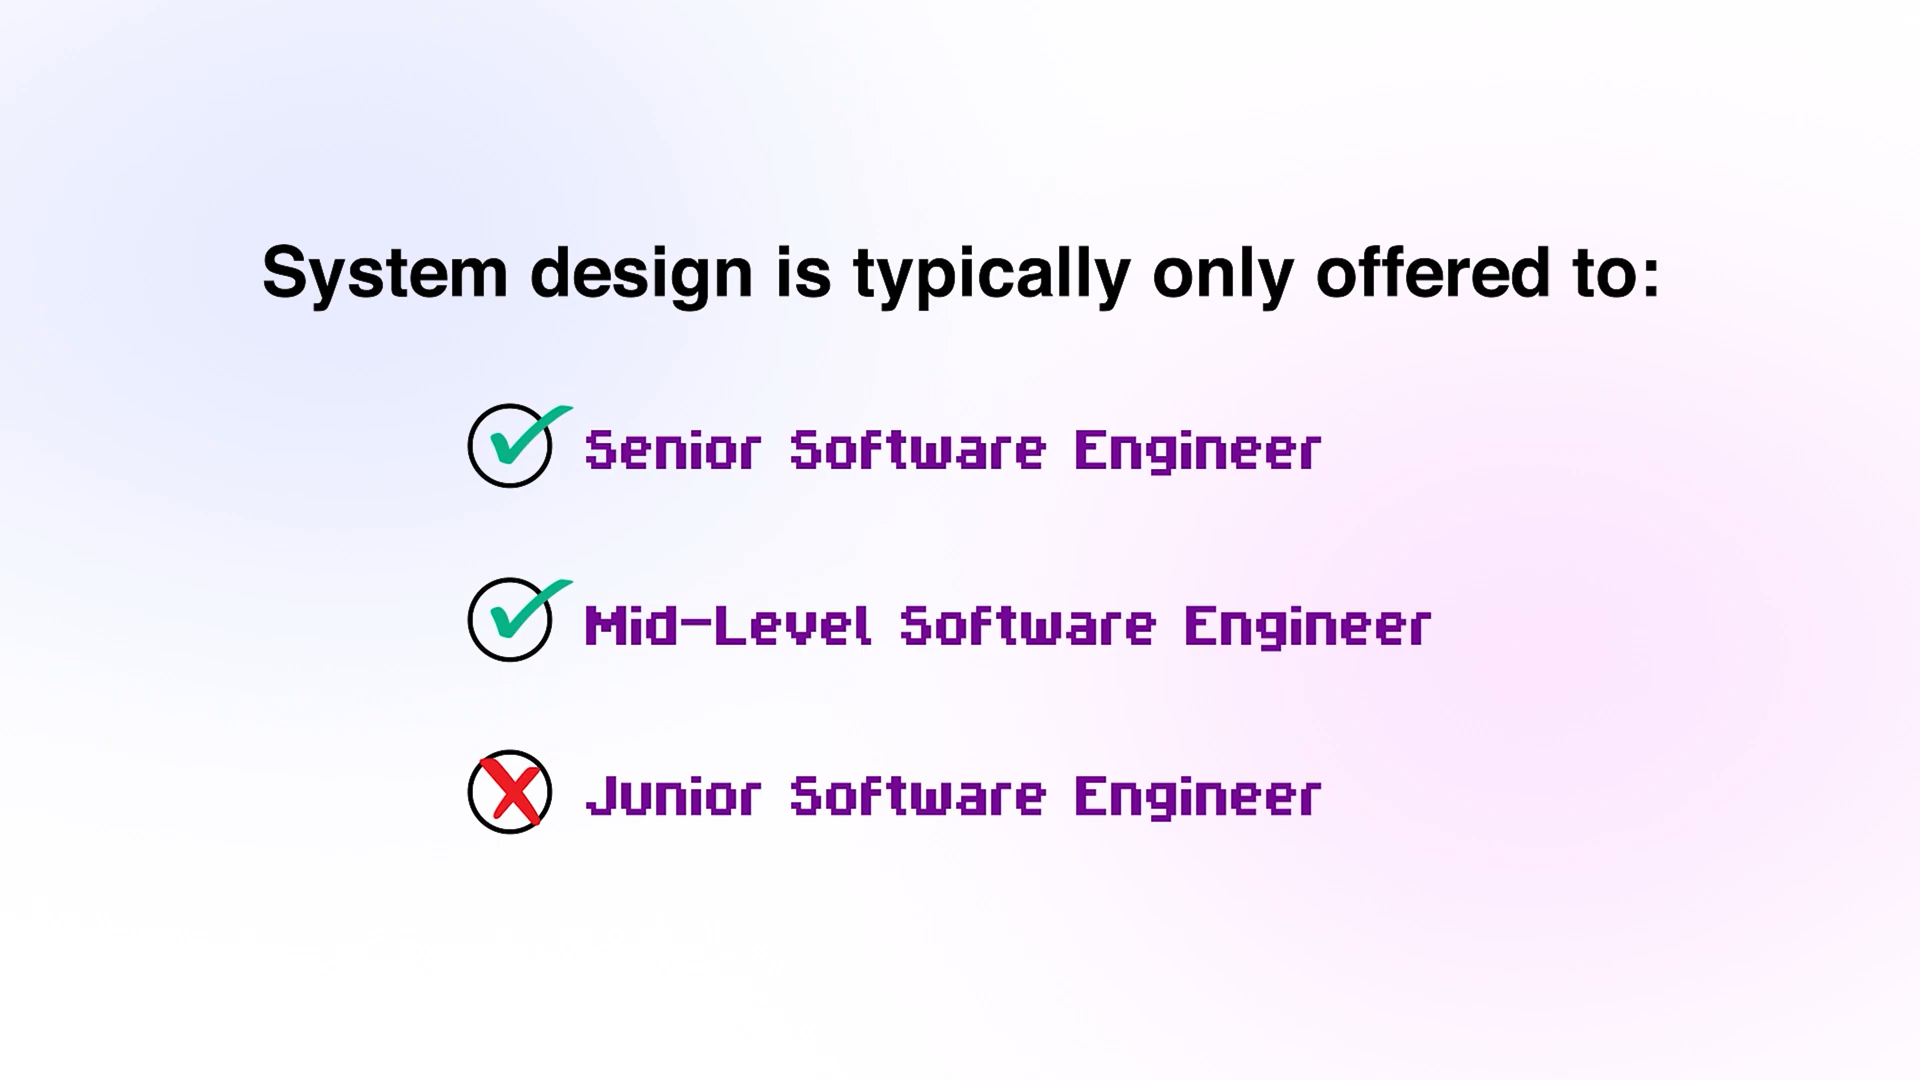 System design is typically only offered to:
Senior Software Engineer
Mid-Level Software Engineer
Junior Software Engineer